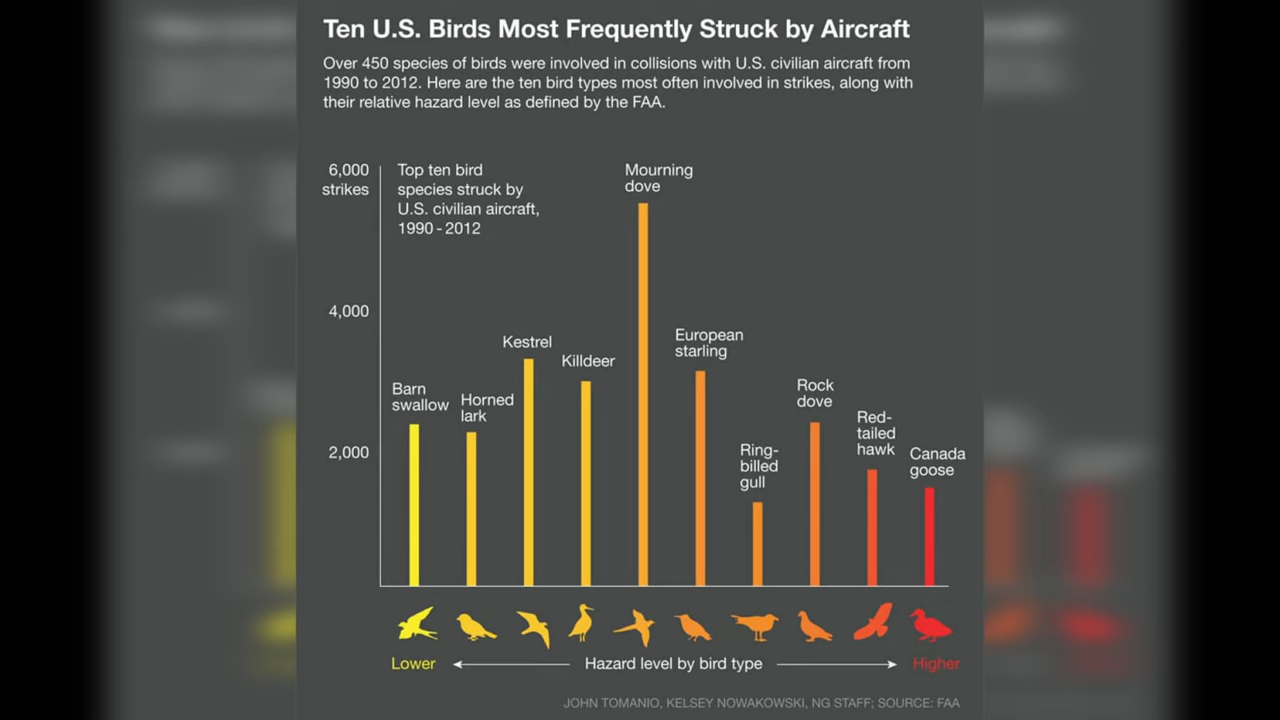 Ten U.S. Birds Most Frequently Struck by Aircraft
Over 450 species of birds were involved in collisions with U.S. civilian aircraft from
1990 to 2012. Here are the ten bird types most often involved in strikes, along with
their relative hazard level as defined by the FAA.
6,000
strikes
Top ten bird
species struck by
U.S. civilian aircraft,
1990 - 2012
Mourning
dove
4,000
Kestrel
Killdeer
European
starling
Barn
swallow
Horned
lark
Rock
dove
Red-
tailed
hawk
2,000
Ring-
billed
gull
Canada
goose
Lower
Hazard level by bird type
Higher
JOHN TOMANIO, KELSEY NOWAKOWSKI, NG STAFF; SOURCE: FAA